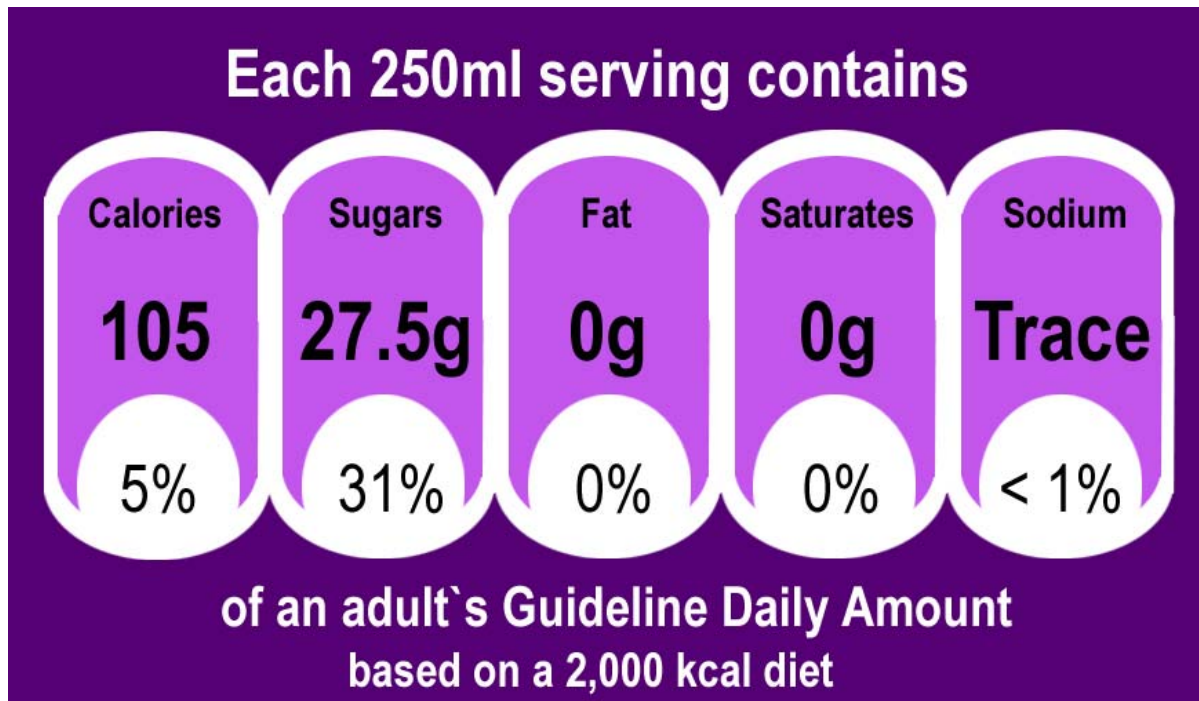 Each 250ml serving contains
Calories Sugars Fat Saturates Sodium
105 27.5g 0g 0g Trace
5% 31% 0% 0% < 1%
of an adult`s Guideline Daily Amount
based on a 2,000 kcal diet